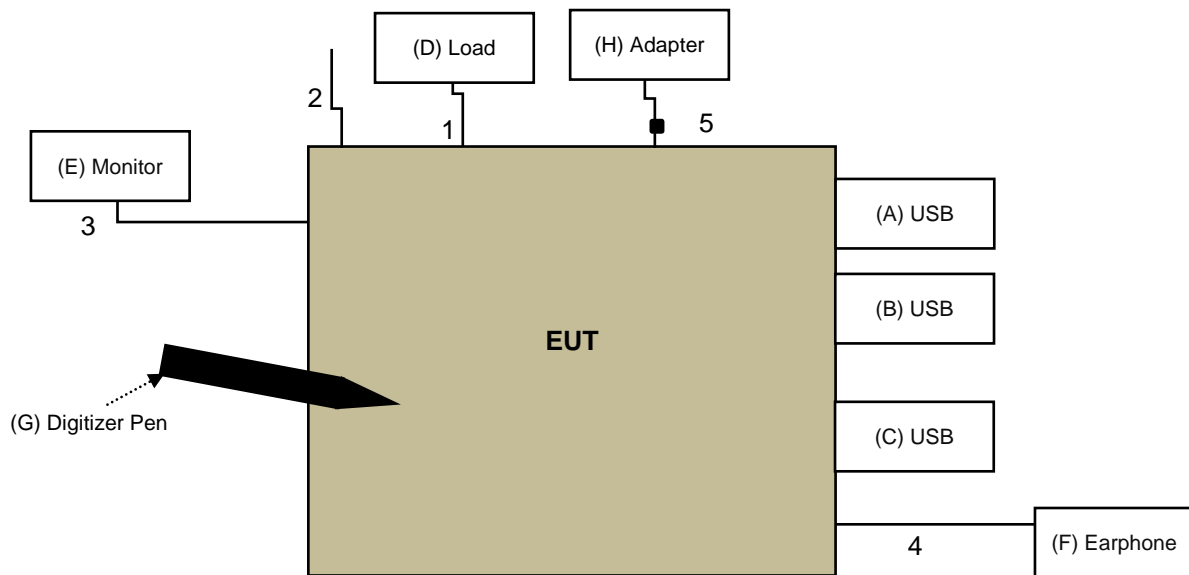 (D) Load
(H) Adapter
2
1
5
(E) Monitor
3
(A) USB
(B) USB
EUT
(G) Digitizer Pen
(C) USB
4
(F) Earphone